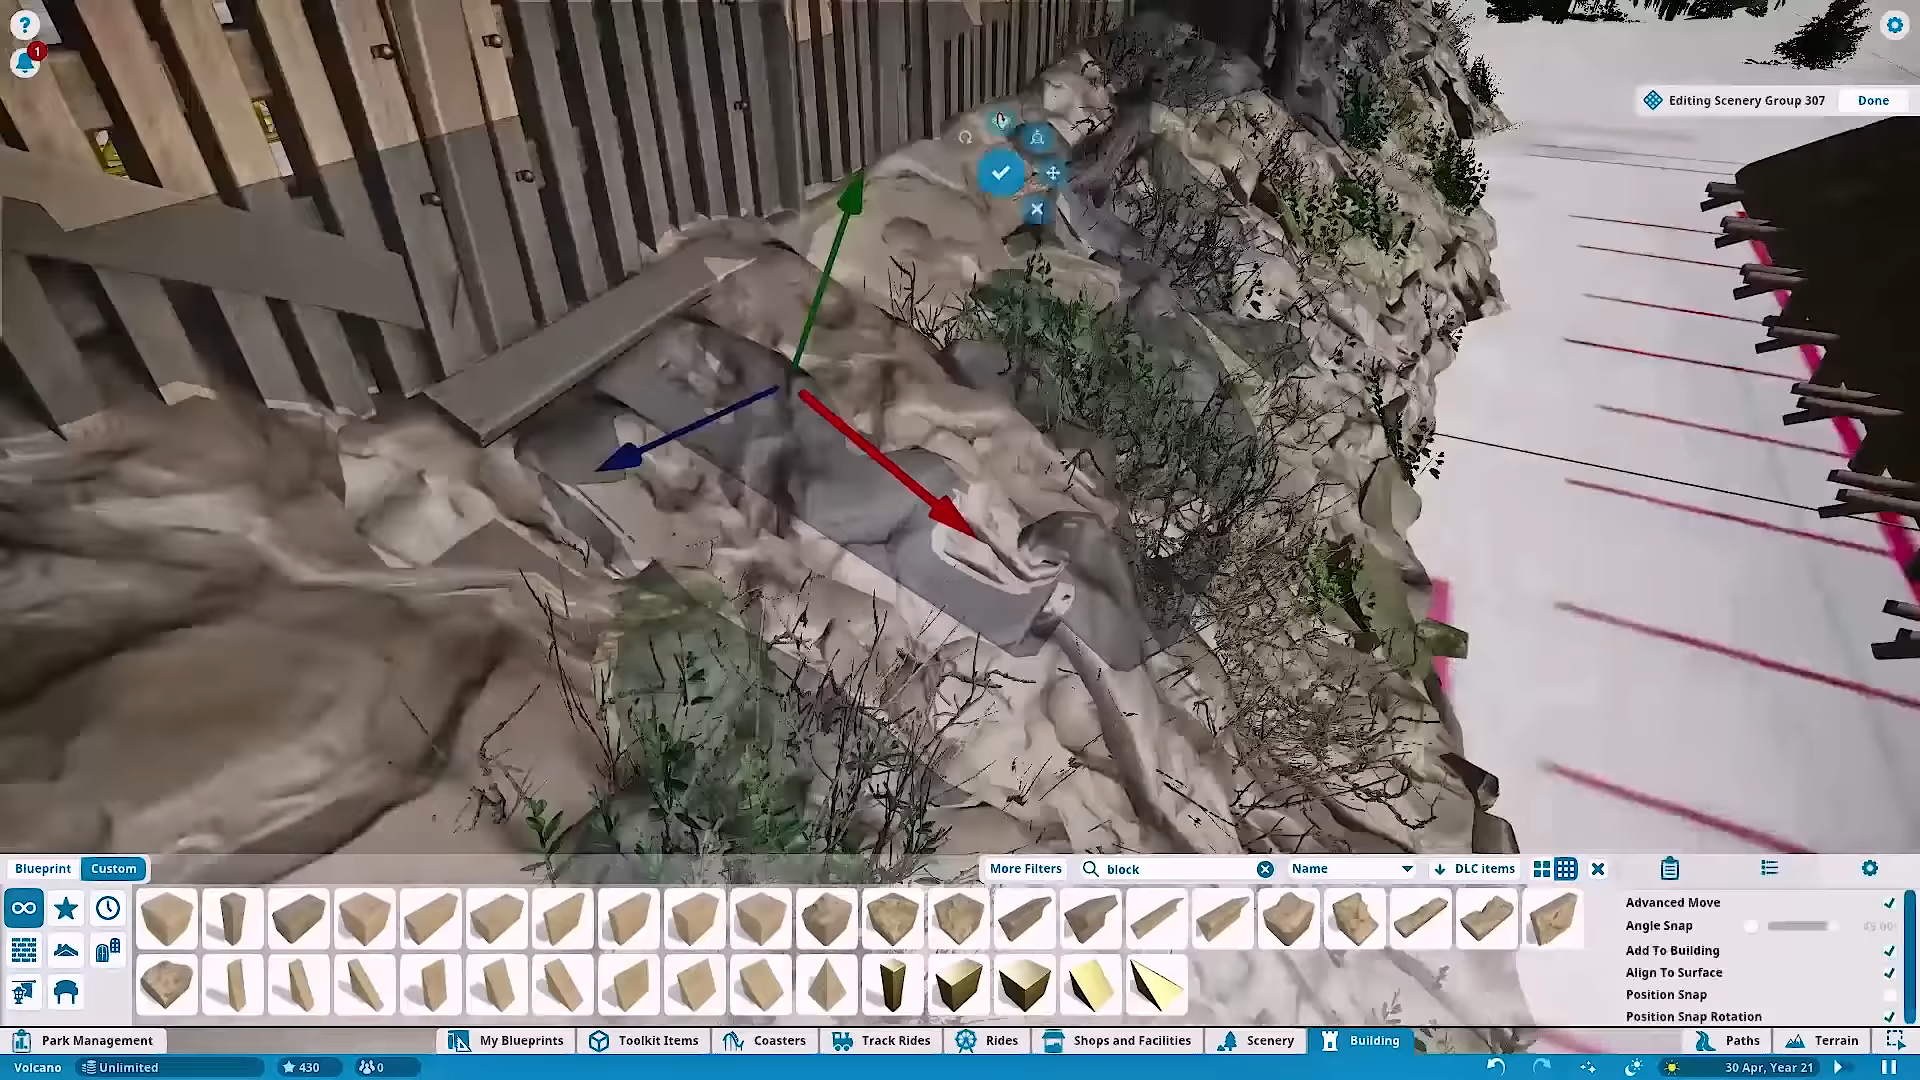 ?
1
Editing Scenery Group 307
Done
Blueprint
Custom
More Filters
block
Name
DLC items
Advanced Move
Angle Snap
Add To Building
Align To Surface
Position Snap
Position Snap Rotation
Park Management
My Blueprints
Toolkit Items
Coasters
Track Rides
Rides
Shops and Facilities
Scenery
Building
Paths
Terrain
Volcano
Unlimited
430
0
30 Apr, Year 21